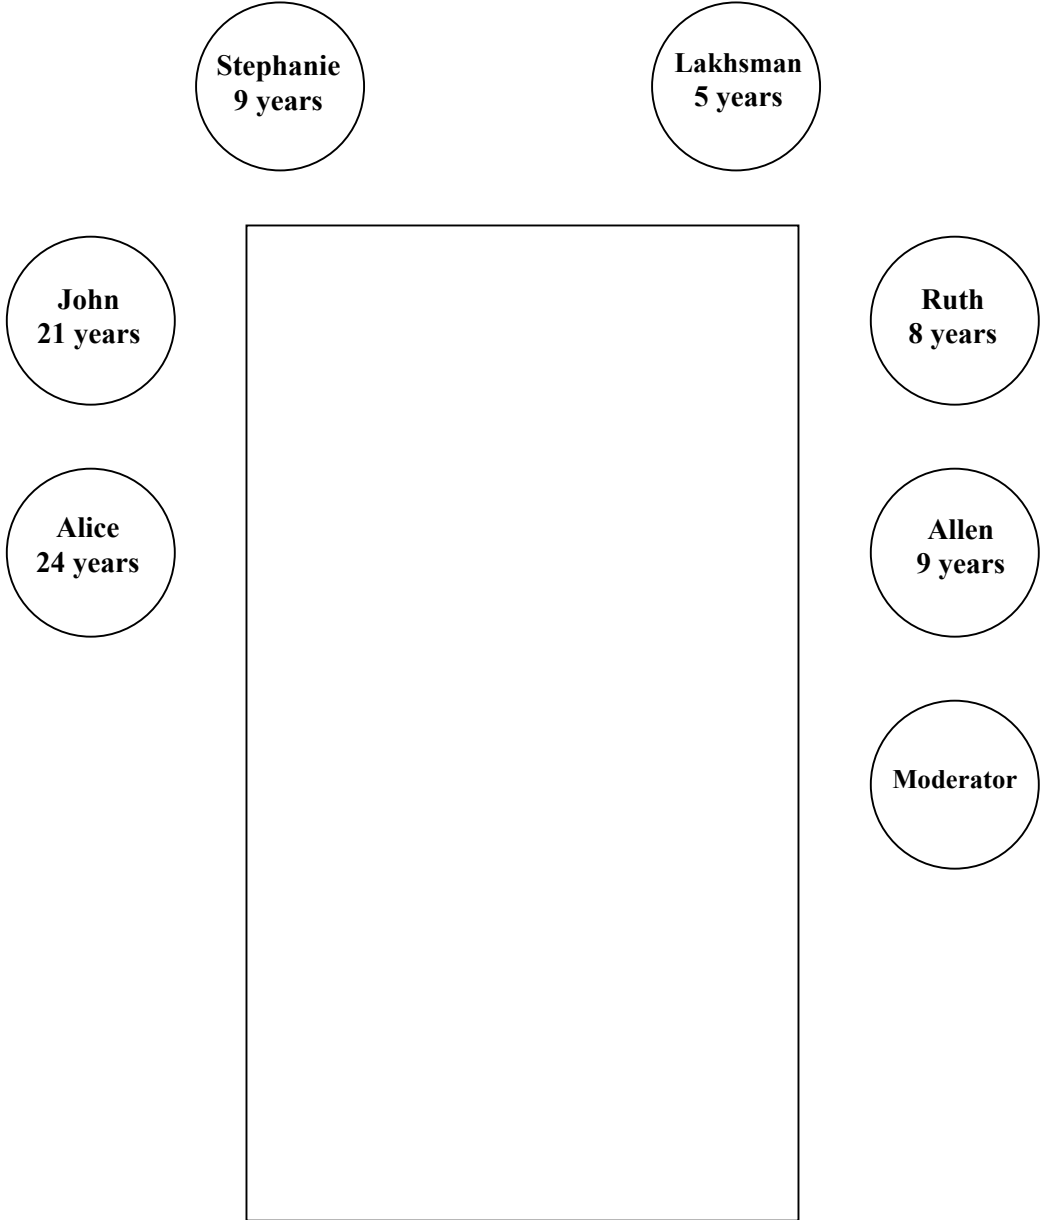 Stephanie
9 years
Lakhsman
5 years
John
21 years
Ruth
8 years
Alice
24 years
Allen
9 years
Moderator